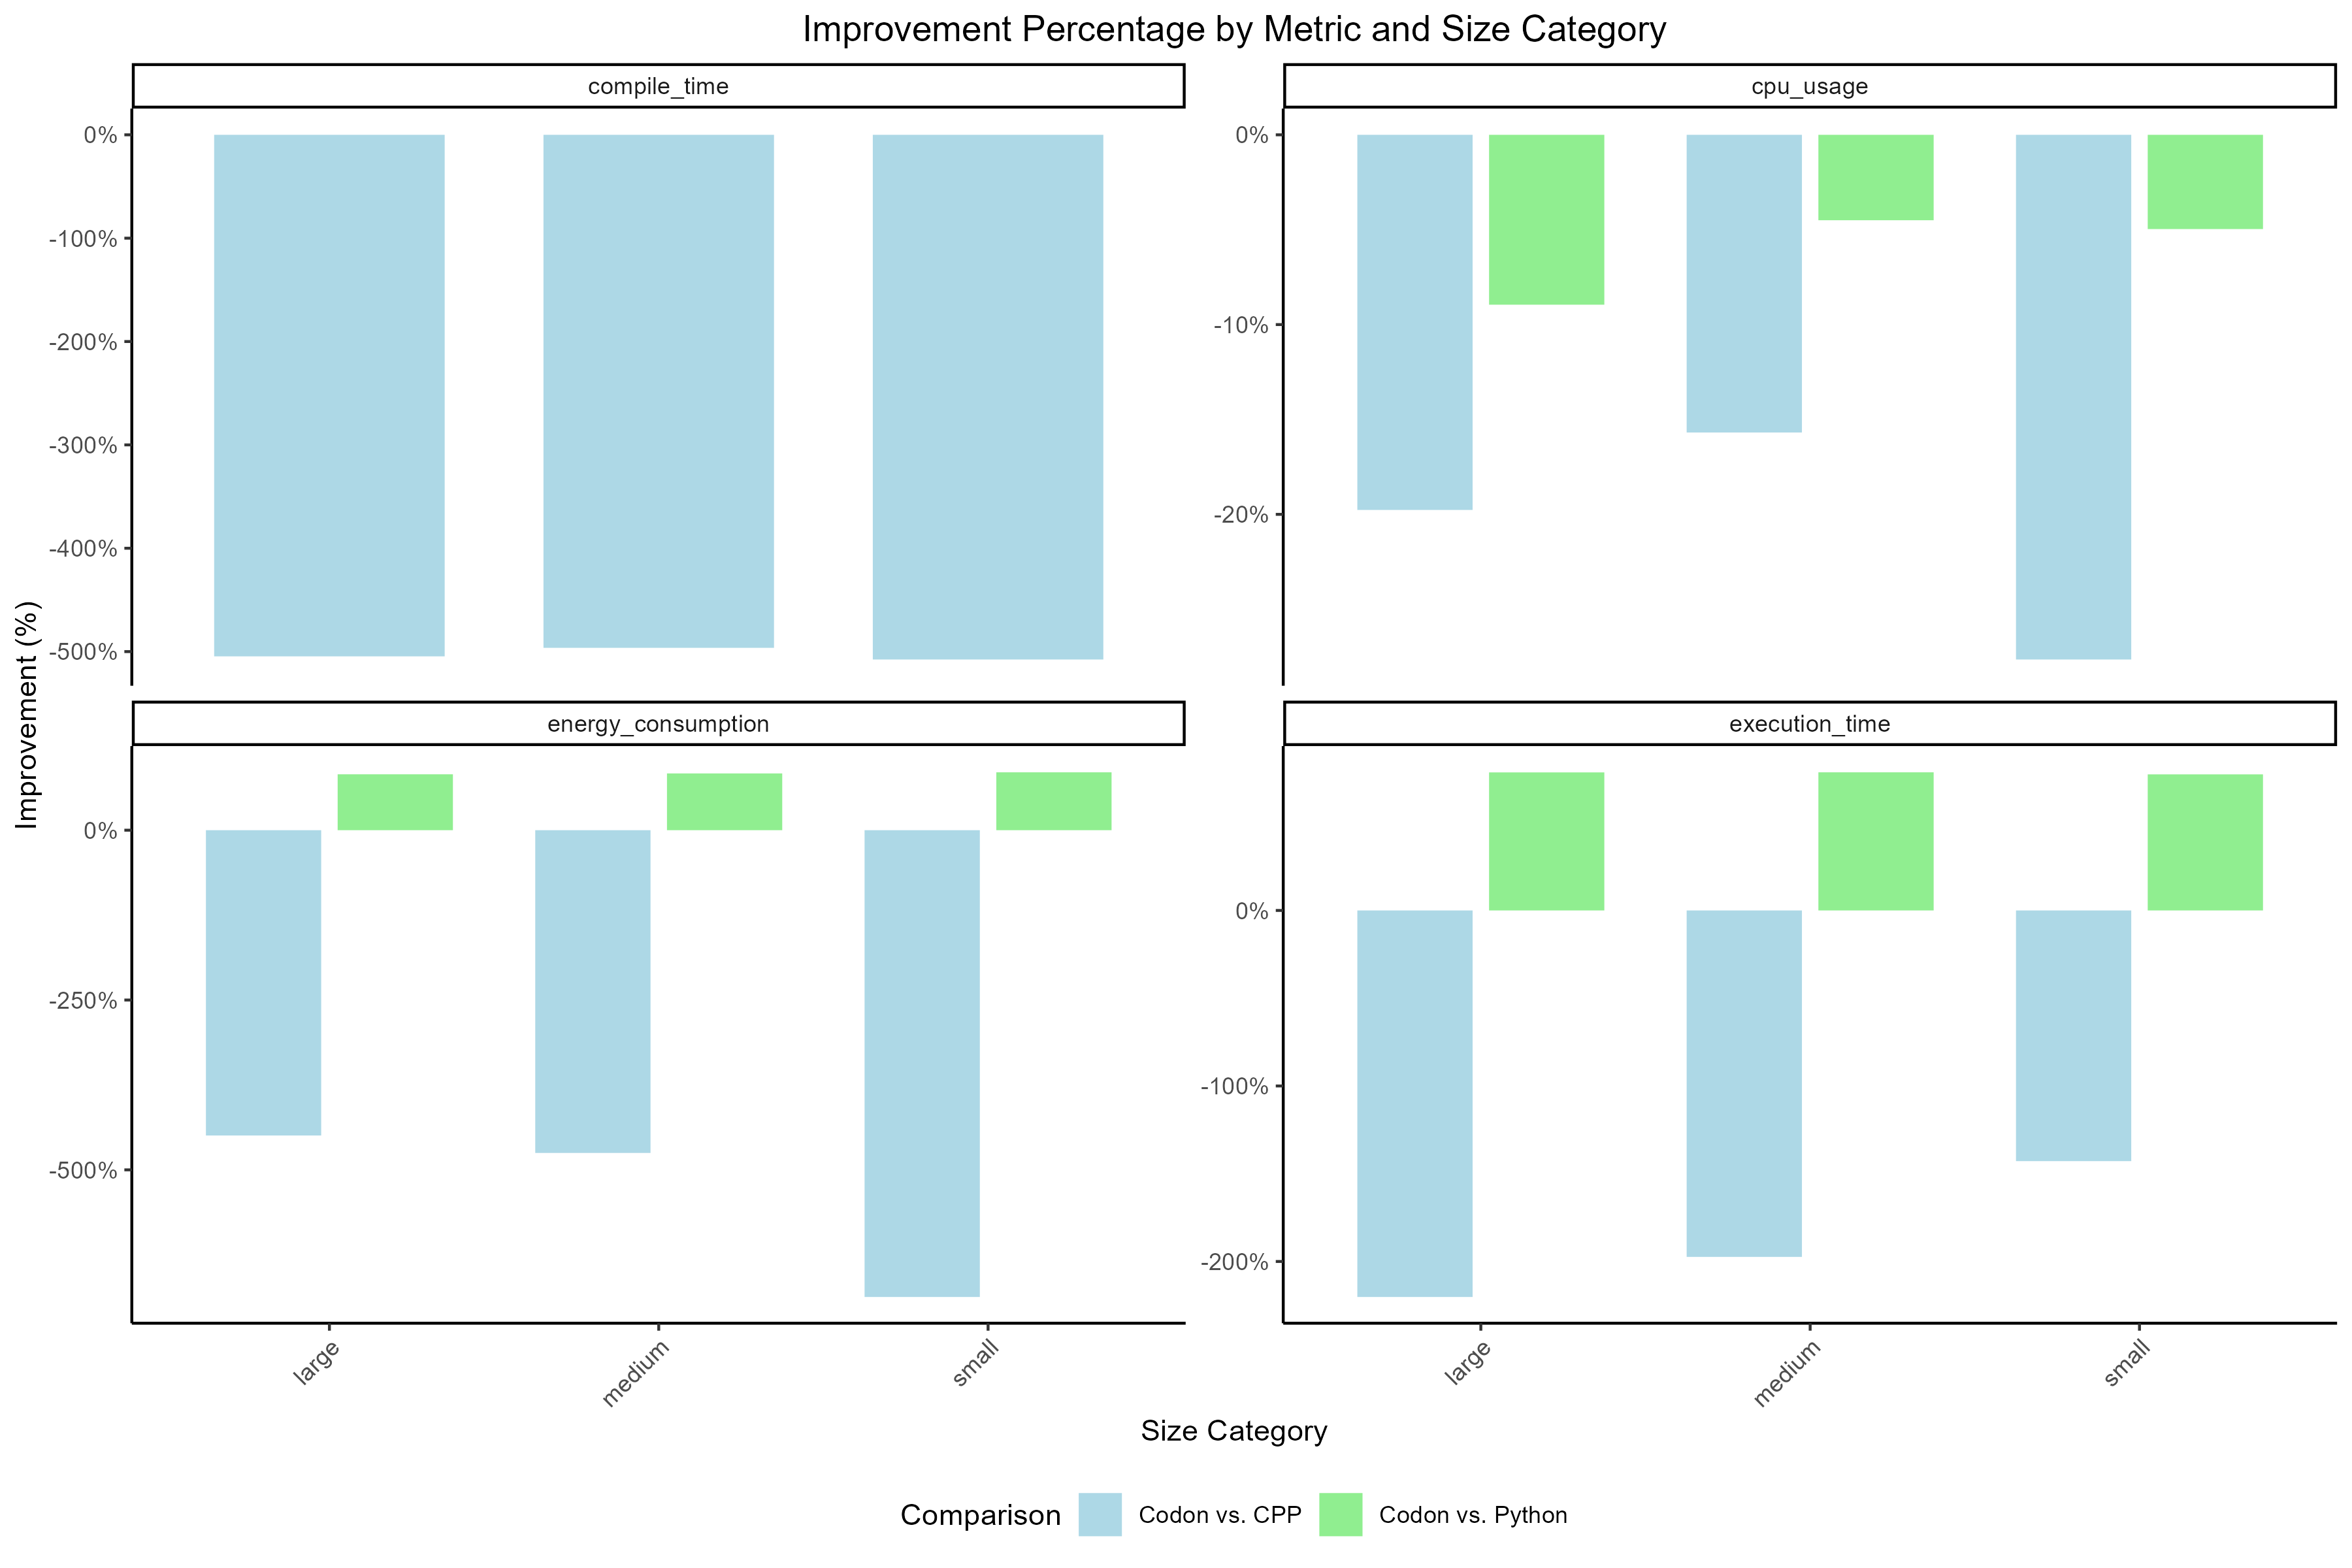 Improvement Percentage by Metric and Size Category
compile_time
cpu_usage
0%
-100%
-200%
-300%
-400%
-500%
0%
-10%
-20%
energy_consumption
execution_time
0%
-250%
-500%
0%
-100%
-200%
Improvement (%)
large
medium
small
large
medium
small
Size Category
Comparison
Codon vs. CPP
Codon vs. Python